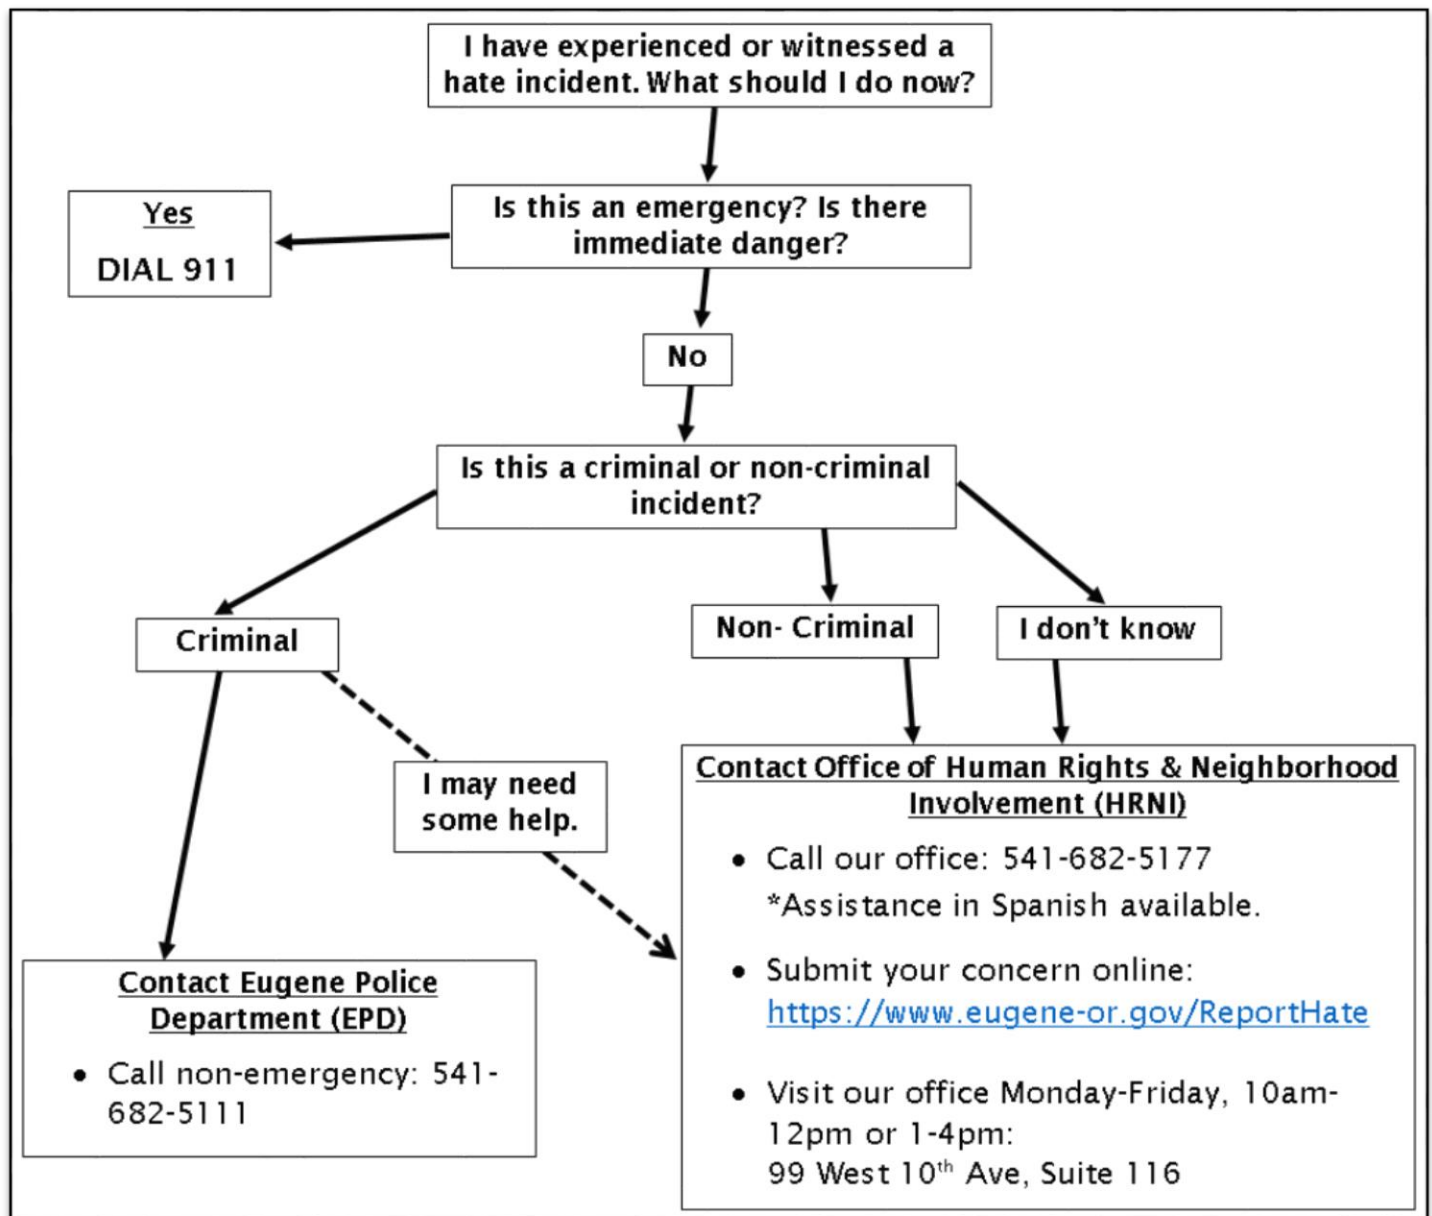 I have experienced or witnessed a
hate incident. What should I do now?
Yes
DIAL 911
Is this an emergency? Is there
immediate danger?
No
Is this a criminal or non-criminal
incident?
Criminal
Non- Criminal
I don't know
I may need
some help.
Contact Eugene Police
Department (EPD)
• Call non-emergency: 541-
682-5111
Contact Office of Human Rights & Neighborhood
Involvement (HRNI)
• Call our office: 541-682-5177
*Assistance in Spanish available.
• Submit your concern online:
https://www.eugene-or.gov/ReportHate
• Visit our office Monday-Friday, 10am-
12pm or 1-4pm:
99 West 10th Ave, Suite 116